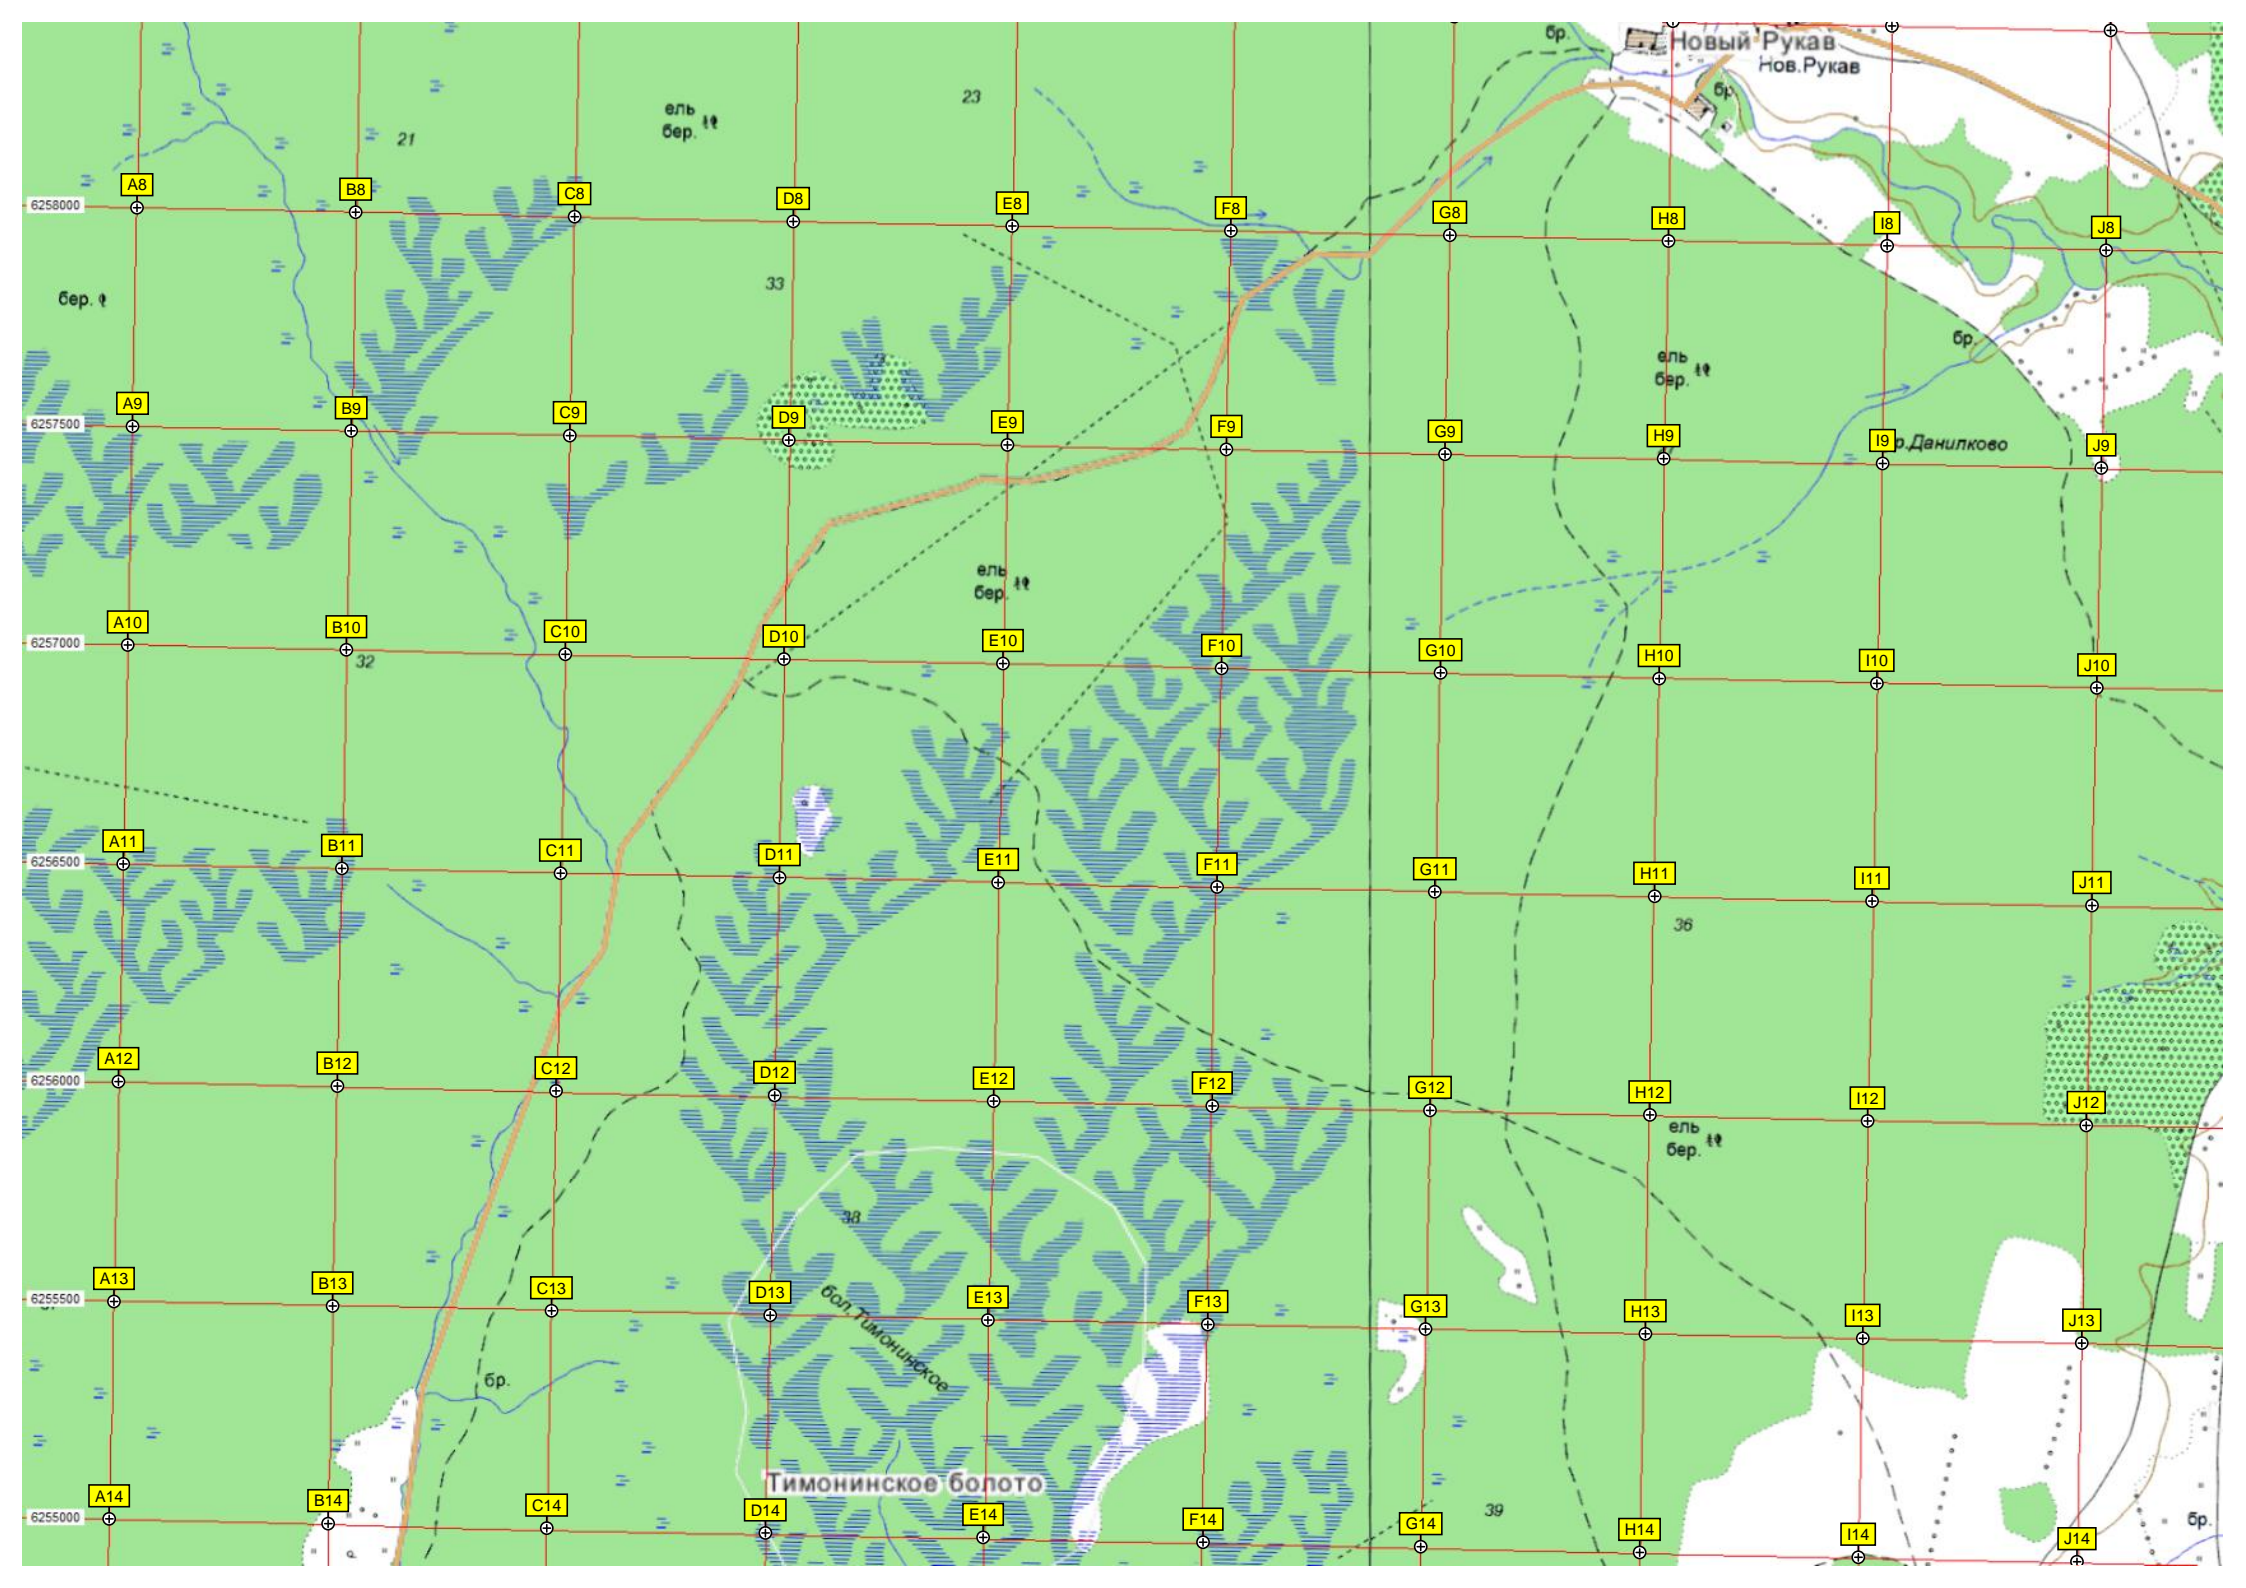 бр.
Новый Рукав
Нов.Рукав
23
ель
бер.
бр.
21
A8
B8
C8
D8
E8
F8
G8
H8
I8
J8
6258000
33
бер.
бр.
ель
бер.
A9
B9
C9
D9
E9
F9
G9
H9
I9
р.Данилково
J9
6257500
ель
бер.
A10
B10
C10
D10
E10
F10
G10
H10
I10
J10
6257000
32
A11
B11
C11
D11
E11
F11
G11
H11
I11
J11
6256500
36
A12
B12
C12
D12
E12
F12
G12
H12
I12
J12
6256000
ель
бер.
38
A13
B13
C13
D13
E13
F13
G13
H13
I13
J13
6255500
бол.Тимонинское
бр.
Тимонинское болото
A14
B14
C14
D14
E14
F14
G14
H14
I14
J14
6255000
39
бр.